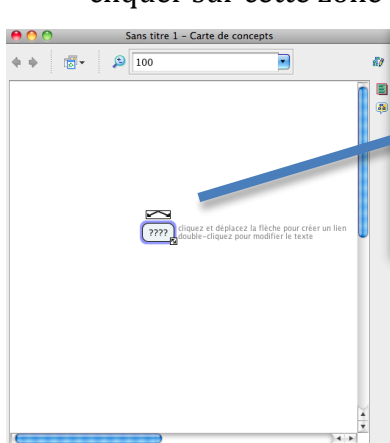 cliquer sur cette zone
Sans titre 1 – Carte de concepts
100
????
cliquez et déplacez la flèche pour créer un lien
double-cliquez pour modifier le texte